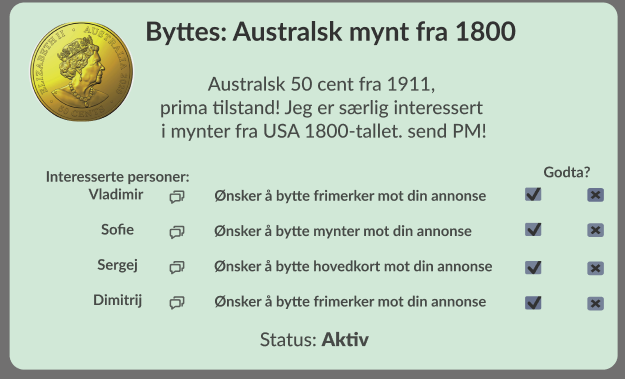 Byttes: Australsk mynt fra 1800
ELIZABETH II • AUSTRALIA
Australsk 50 cent fra 1911,
prima tilstand! Jeg er særlig interessert
i mynter fra USA 1800-tallet. send PM!
Interesserte personer:
Godta?
Vladimir Ønsker å bytte frimerker mot din annonse
Sofie Ønsker å bytte mynter mot din annonse
Sergej Ønsker å bytte hovedkort mot din annonse
Dimitrij Ønsker å bytte frimerker mot din annonse
Status: Aktiv